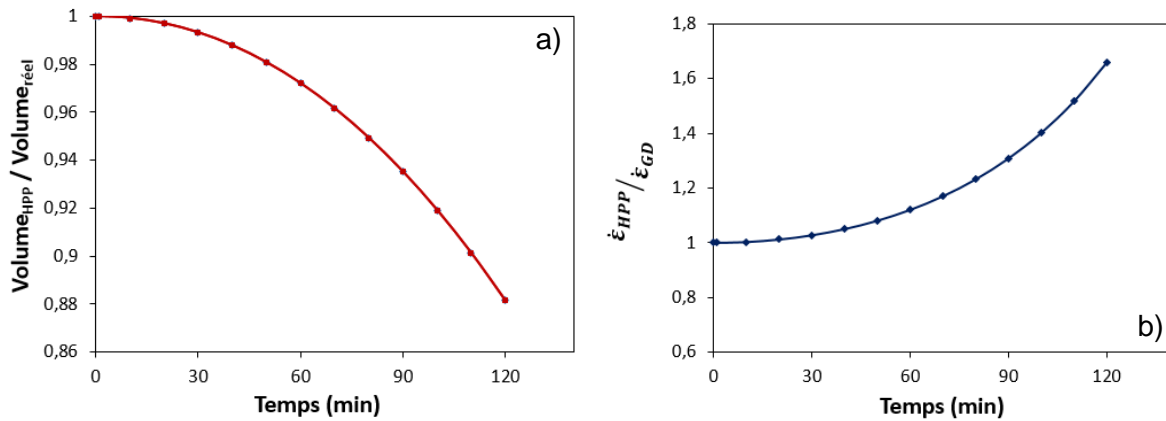 a)
Volume_HPP / Volume_réel
1
0,98
0,96
0,94
0,92
0,9
0,88
0,86
0 30 60 90 120
Temps (min)
b)
ε̇_HPP/ε̇_GD
1,8
1,6
1,4
1,2
1
0,8
0,6
0 30 60 90 120
Temps (min)